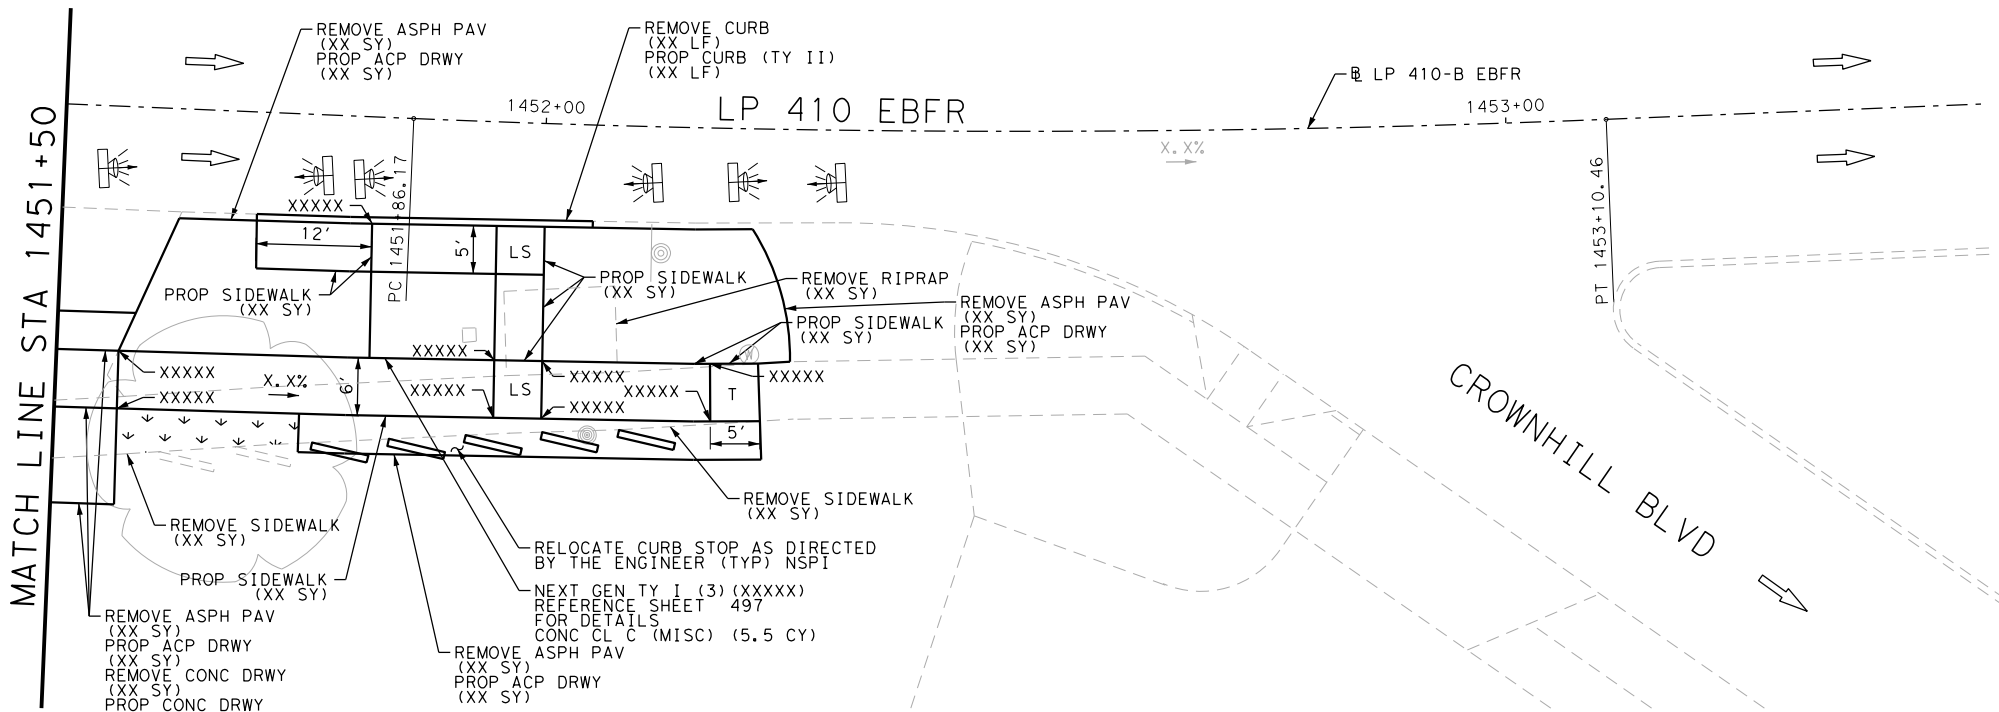 REMOVE ASPH PAV
(XX SY)
PROP ACP DRWY
(XX SY)
REMOVE CURB
(XX LF)
PROP CURB (TY II)
(XX LF)
℄ LP 410-B EBFR
1452+00
LP 410 EBFR
1453+00
X.X%
MATCH LINE STA 1451+50
PC 1451+86.17
PT 1453+10.46
XXXXX
12'
5'
LS
PROP SIDEWALK
(XX SY)
PROP SIDEWALK
(XX SY)
REMOVE RIPRAP
(XX SY)
REMOVE ASPH PAV
(XX SY)
PROP ACP DRWY
(XX SY)
PROP SIDEWALK
(XX SY)
XXXXX
W
XXXXX
X.X%
6'
XXXXX
LS
XXXXX
XXXXX
XXXXX
T
XXXXX
XXXXX
5'
CROWNHILL BLVD
REMOVE SIDEWALK
(XX SY)
REMOVE SIDEWALK
(XX SY)
RELOCATE CURB STOP AS DIRECTED
BY THE ENGINEER (TYP) NSPI
PROP SIDEWALK
(XX SY)
NEXT GEN TY I (3)(XXXXX)
REFERENCE SHEET 497
FOR DETAILS
CONC CL C (MISC) (5.5 CY)
REMOVE ASPH PAV
(XX SY)
PROP ACP DRWY
(XX SY)
REMOVE CONC DRWY
(XX SY)
PROP CONC DRWY
REMOVE ASPH PAV
(XX SY)
PROP ACP DRWY
(XX SY)